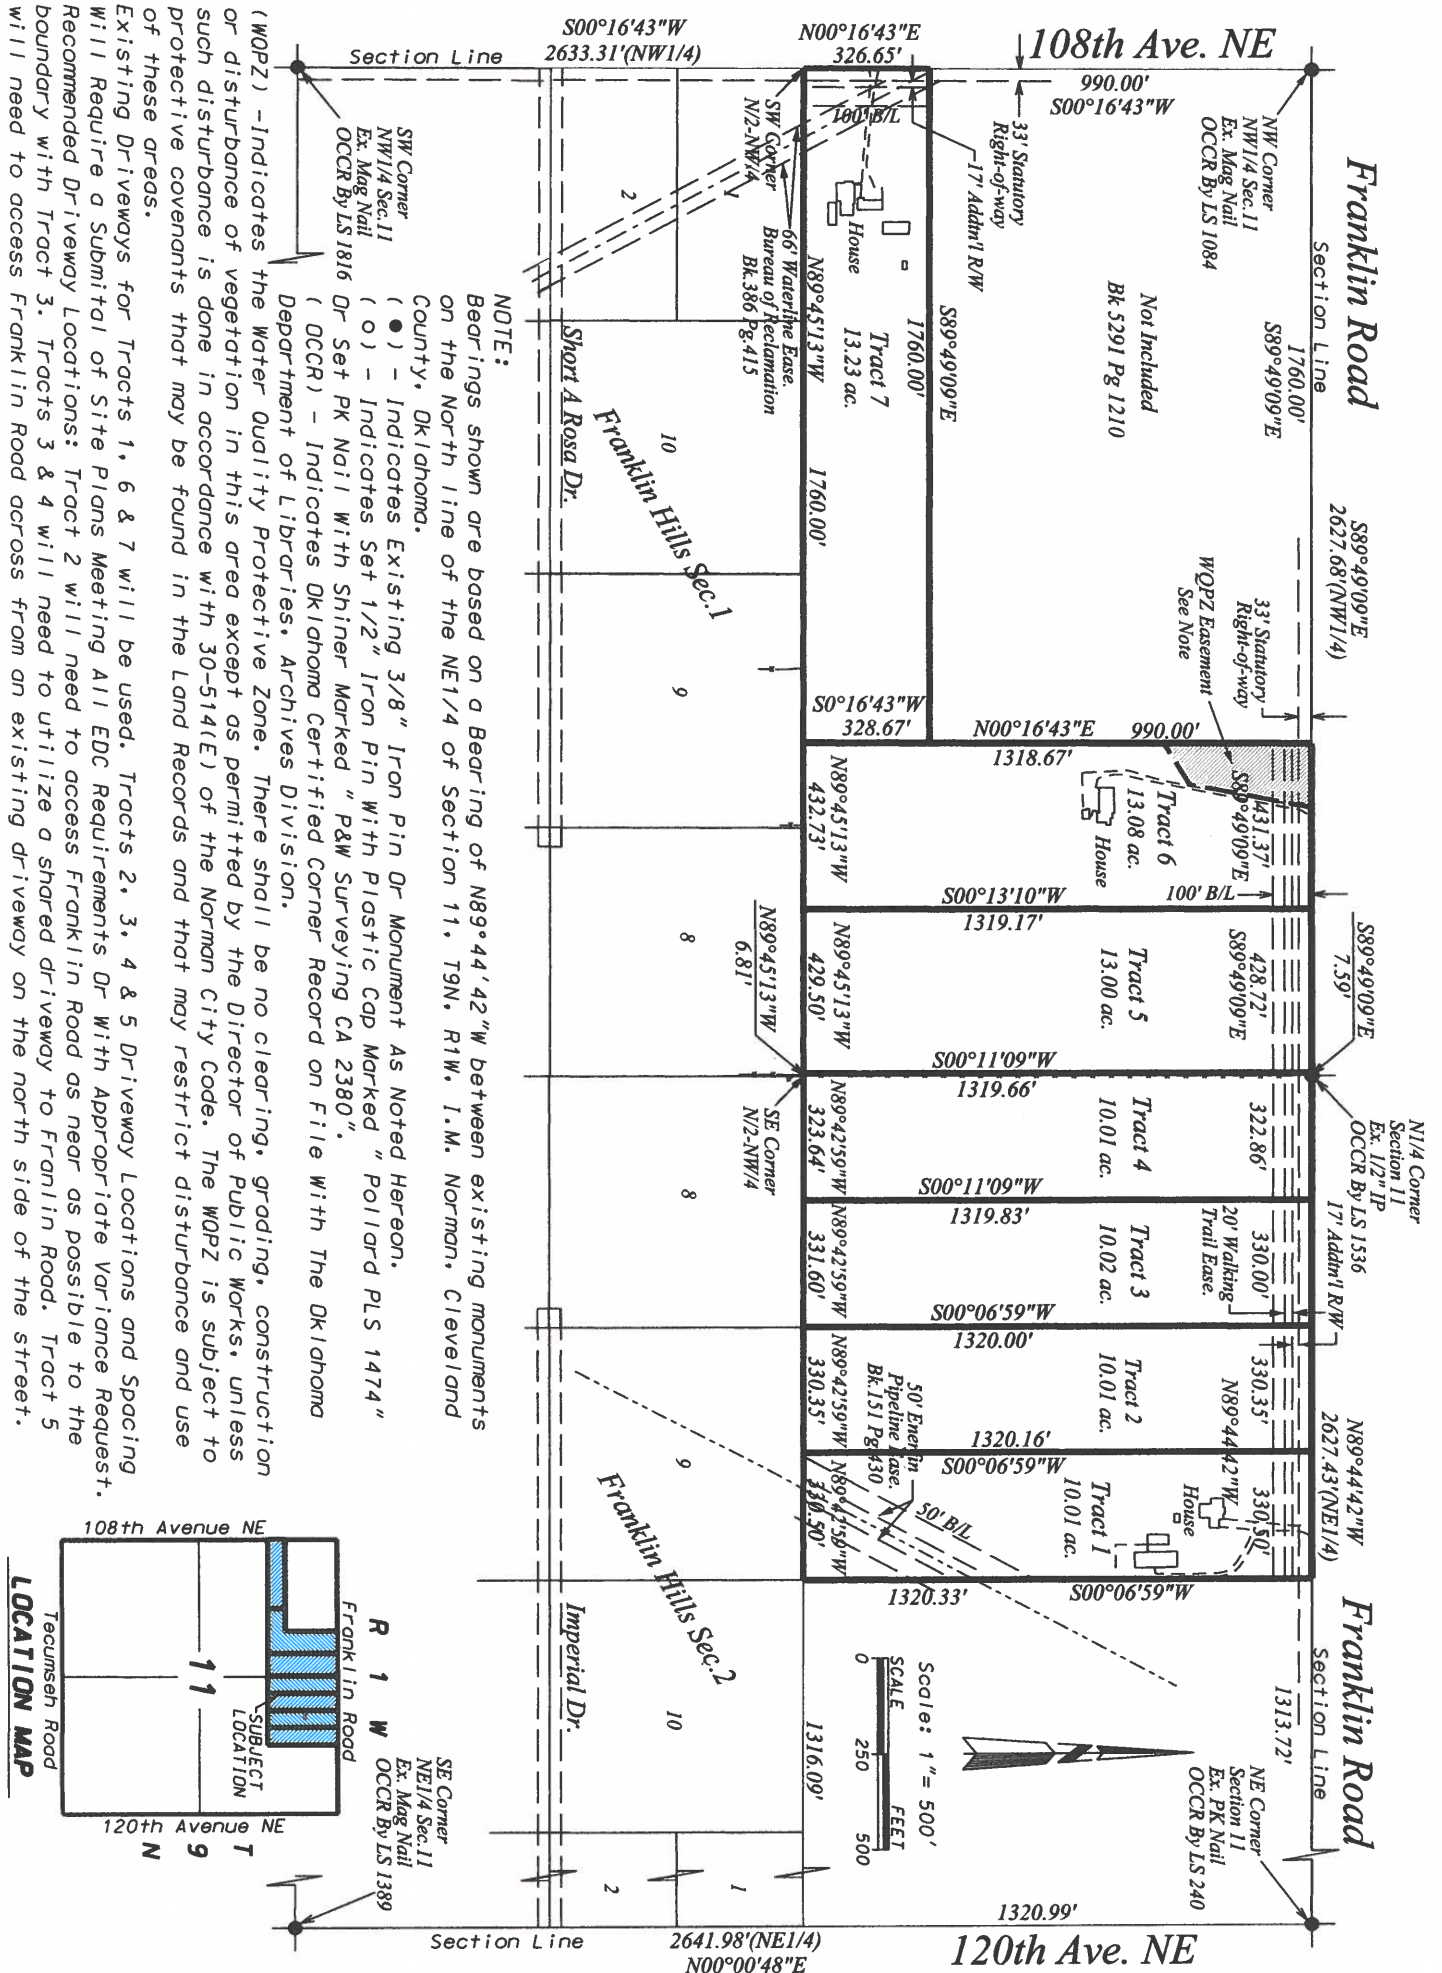 Franklin Road
Section Line
1760.00'
S89°49'09"E
S89°49'09"E
2627.68'(NW1/4)
NW Corner
NW1/4 Sec.11
Ex. Mag Nail
OCCR By LS 1084
108th Ave. NE
990.00'
S00°16'43"W
33' Statutory
Right-of-way
17' Addtn'l R/W
Not Included
Bk 5291 Pg 1210
33' Statutory
Right-of-way
WQPZ Easement
See Note
S89°49'09"E
7.59'
N1/4 Corner
Section 11
Ex. 1/2" IP
OCCR By LS 1536
17' Addtn'l R/W
N89°44'42"W
2627.43'(NE1/4)
Franklin Road
Section Line
1313.72'
NE Corner
Section 11
Ex. PK Nail
OCCR By LS 240
1320.99'
120th Ave. NE
N00°16'43"E
326.65'
100' B/L
House
S89°49'09"E
1760.00'
Tract 7
13.23 ac.
N89°45'13"W
1760.00'
S0°16'43"W
328.67'
N00°16'43"E
990.00'
1318.67'
431.37'
S89°49'09"E
100' B/L
Tract 6
13.08 ac.
House
N89°45'13"W
432.73'
S00°13'10"W
1319.17'
428.72'
S89°49'09"E
Tract 5
13.00 ac.
N89°45'13"W
429.50'
S00°11'09"W
1319.66'
322.86'
Tract 4
10.01 ac.
N89°42'59"W
323.64'
S00°11'09"W
1319.83'
330.00'
20' Walking
Trail Ease.
Tract 3
10.02 ac.
N89°42'59"W
331.60'
S00°06'59"W
1320.00'
330.35'
N89°44'42"W
Tract 2
10.01 ac.
N89°42'59"W
330.35'
1320.16'
S00°06'59"W
330.50'
House
Tract 1
10.01 ac.
N89°42'59"W
330.50'
50' B/L
50' Enerfin
Pipeline Ease.
Bk.151 Pg.430
S00°06'59"W
1320.33'
1316.09'
Scale: 1"= 500'
SCALE
FEET
0
250
500
S00°16'43"W
2633.31'(NW1/4)
Section Line
SW Corner
N/2-NW/4
66' Waterline Ease.
Bureau of Reclamation
Bk.386 Pg.415
N89°45'13"W
6.81'
SE Corner
N/2-NW/4
1
2
10
9
8
8
9
10
1
2
Franklin Hills Sec.1
Franklin Hills Sec.2
Short A Rosa Dr.
Imperial Dr.
2641.98'(NE1/4)
N00°00'48"E
Section Line
SW Corner
NW1/4 Sec.11
Ex. Mag Nail
OCCR By LS 1816
SE Corner
NE1/4 Sec.11
Ex. Mag Nail
OCCR By LS 1389
NOTE:
Bearings shown are based on a Bearing of N89°44'42"W between existing monuments
on the North line of the NE1/4 of Section 11, T9N, R1W, I.M. Norman, Cleveland
County, Oklahoma.
( ● ) - Indicates Existing 3/8" Iron Pin Or Monument As Noted Hereon.
( o ) - Indicates Set 1/2" Iron Pin With Plastic Cap Marked " Pollard PLS 1474"
Or Set PK Nail With Shiner Marked " P&W Surveying CA 2380".
( OCCR) - Indicates Oklahoma Certified Corner Record on File With The Oklahoma
Department of Libraries, Archives Division.
(WQPZ) -Indicates the Water Quality Protective Zone. There shall be no clearing, grading, construction
or disturbance of vegetation in this area except as permitted by the Director of Public Works, unless
such disturbance is done in accordance with 30-514(E) of the Norman City Code. The WQPZ is subject to
protective covenants that may be found in the Land Records and that may restrict disturbance and use
of these areas.
Existing Driveways for Tracts 1, 6 & 7 will be used. Tracts 2, 3, 4 & 5 Driveway Locations and Spacing
Will Require a Submital of Site Plans Meeting All EDC Requirements Or With Appropriate Variance Request.
Recommended Driveway Locations: Tract 2 will need to access Franklin Road as near as possible to the
boundary with Tract 3. Tracts 3 & 4 will need to utilize a shared driveway to Franlin Road. Tract 5
will need to access Franklin Road across from an existing driveway on the north side of the street.
R 1 W
Franklin Road
108th Avenue NE
11
SUBJECT
LOCATION
120th Avenue NE
T
9
N
Tecumseh Road
LOCATION MAP